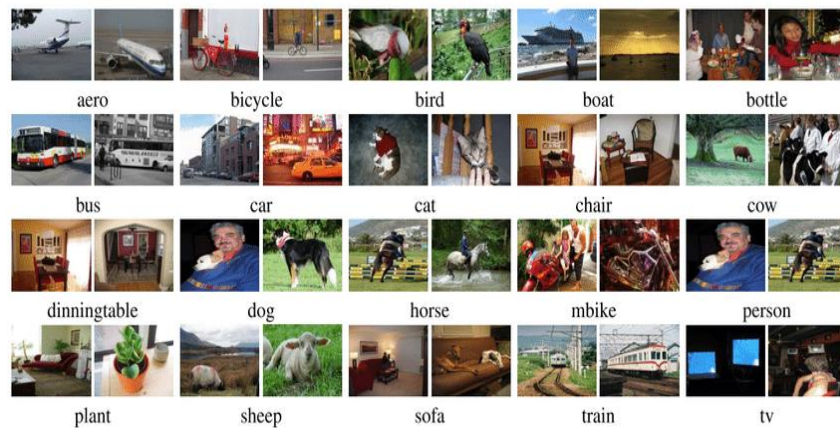 aero bicycle bird boat bottle
bus car cat chair cow
dinningtable dog horse mbike person
plant sheep sofa train tv